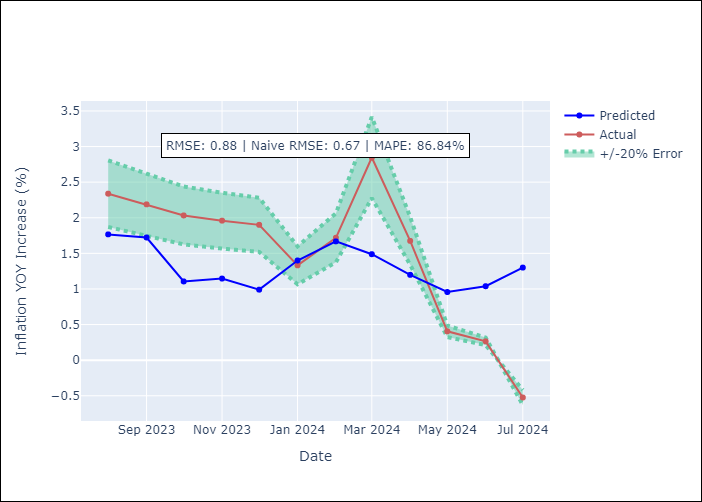 RMSE: 0.88 | Naive RMSE: 0.67 | MAPE: 86.84%
Predicted
Actual
+/-20% Error
Inflation YOY Increase (%)
3.5
3
2.5
2
1.5
1
0.5
0
−0.5
Sep 2023
Nov 2023
Jan 2024
Mar 2024
May 2024
Jul 2024
Date